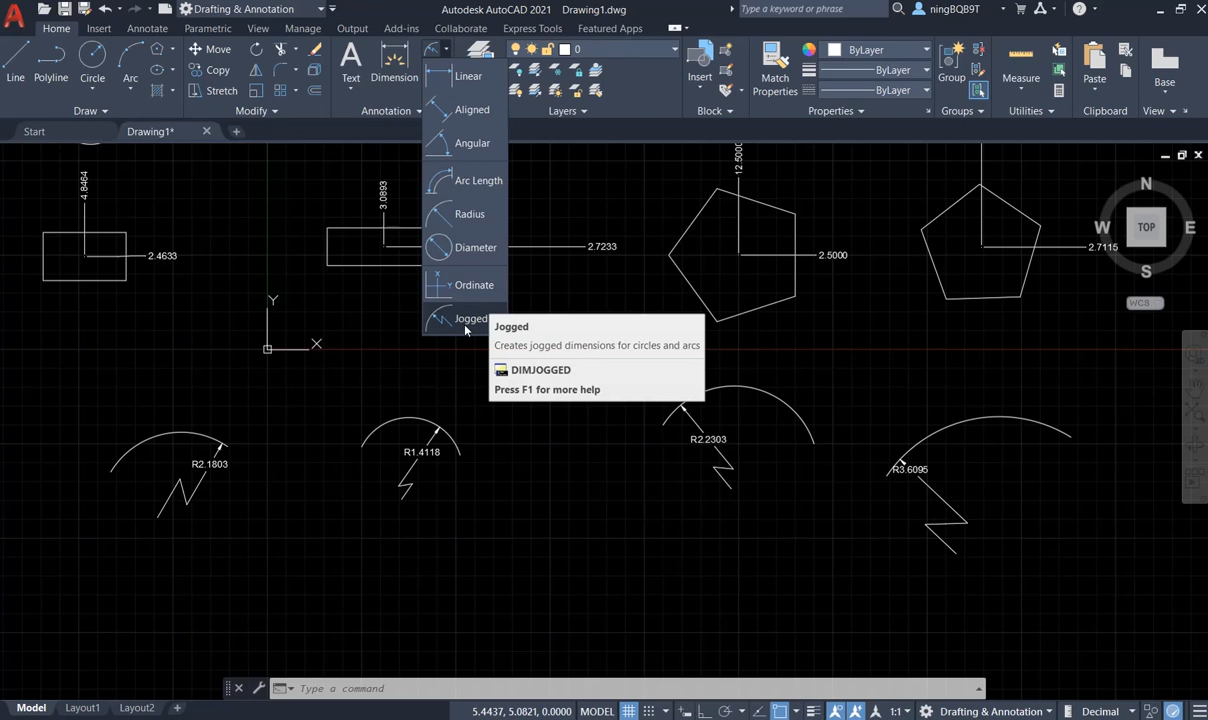 Drafting & Annotation
Autodesk AutoCAD 2021 Drawing1.dwg
Type a keyword or phrase
ningBQB9T
Home Insert Annotate Parametric View Manage Output Add-ins Collaborate Express Tools Featured Apps
Line Polyline Circle Arc
Move
Copy
Stretch
Text Dimension
0
Insert
Match
Properties
ByLayer
ByLayer
ByLayer
Group
Measure
Paste
Base
Draw Modify Annotation Layers Block Properties Groups Utilities Clipboard View
Start Drawing1*
Linear
Aligned
Angular
Arc Length
Radius
Diameter
Ordinate
Jogged
Jogged
Creates jogged dimensions for circles and arcs
DIMJOGGED
Press F1 for more help
4.8464
2.4633
3.0893
2.7233
12.5000
2.5000
2.7115
N
W TOP E
S
WCS
Y
X
R2.1803
R1.4118
R2.2303
R3.6095
Type a command
Model Layout1 Layout2
5.4437, 5.0821, 0.0000 MODEL
1:1
Drafting & Annotation
Decimal